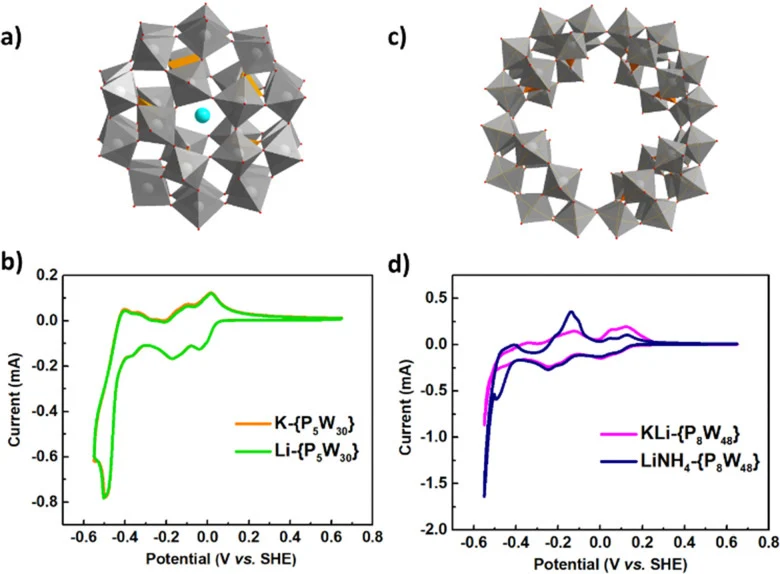 a)
c)
b)
0.2
0.0
-0.2
-0.4
-0.6
-0.8
Current (mA)
K-{P₅W₃₀}
Li-{P₅W₃₀}
-0.6 -0.4 -0.2 0.0 0.2 0.4 0.6 0.8
Potential (V vs. SHE)
d)
0.5
0.0
-0.5
-1.0
-1.5
-2.0
Current (mA)
KLi-{P₈W₄₈}
LiNH₄-{P₈W₄₈}
-0.6 -0.4 -0.2 0.0 0.2 0.4 0.6 0.8
Potential (V vs. SHE)